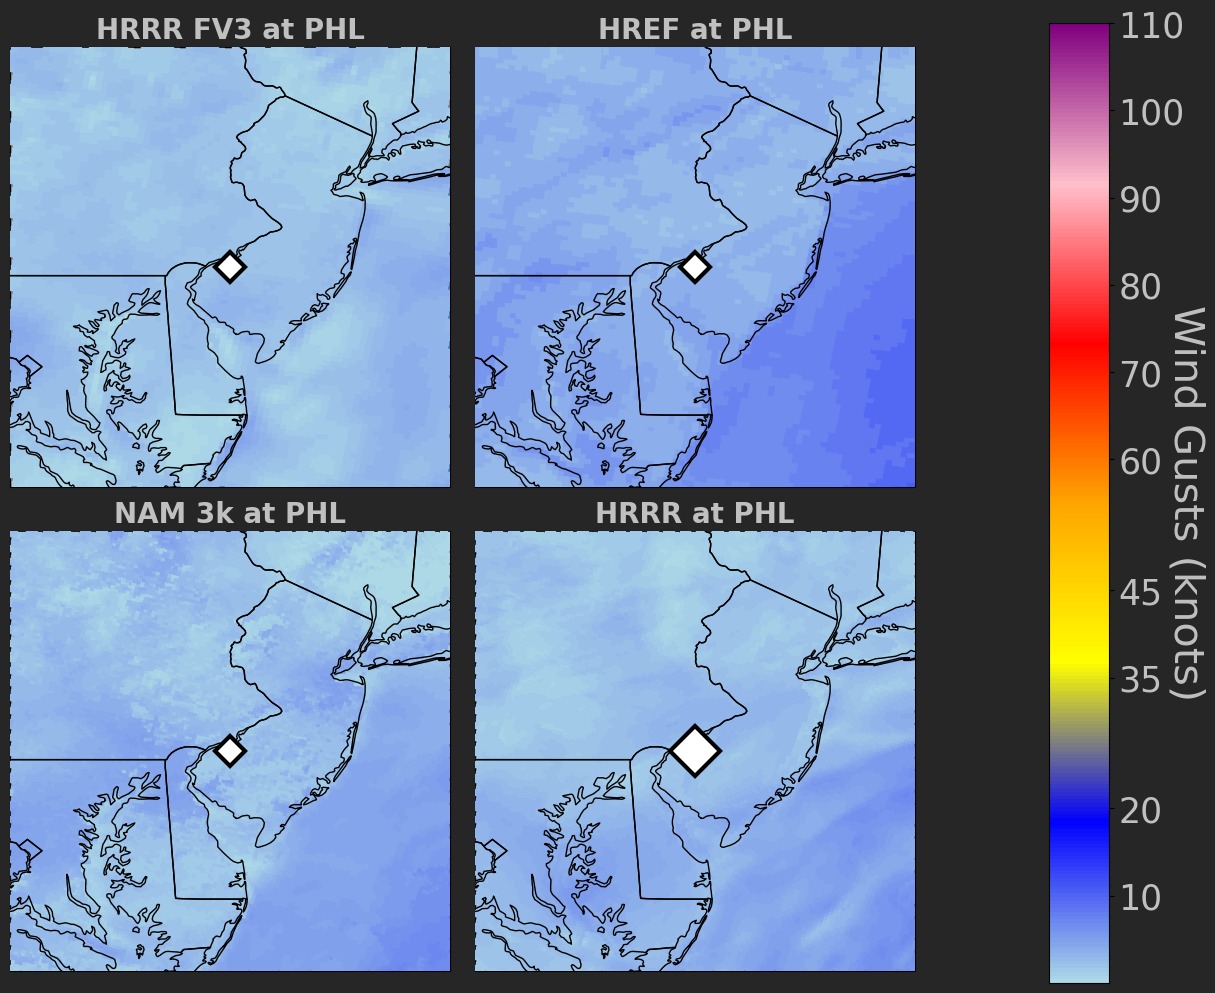 HRRR FV3 at PHL
HREF at PHL
NAM 3k at PHL
HRRR at PHL
110
100
90
80
70
60
45
35
20
10
Wind Gusts (knots)